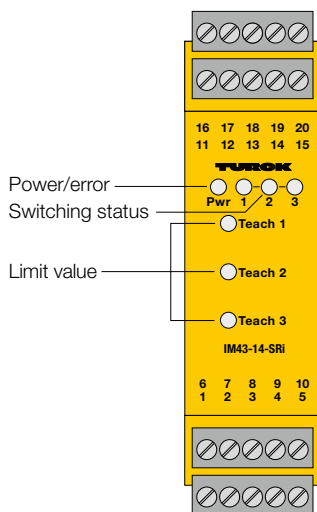 16 17 18 19 20
11 12 13 14 15
TURCK
Power/error
Pwr 1 2 3
Switching status
Teach 1
Limit value
Teach 2
Teach 3
IM43-14-SRi
6 7 8 9 10
1 2 3 4 5